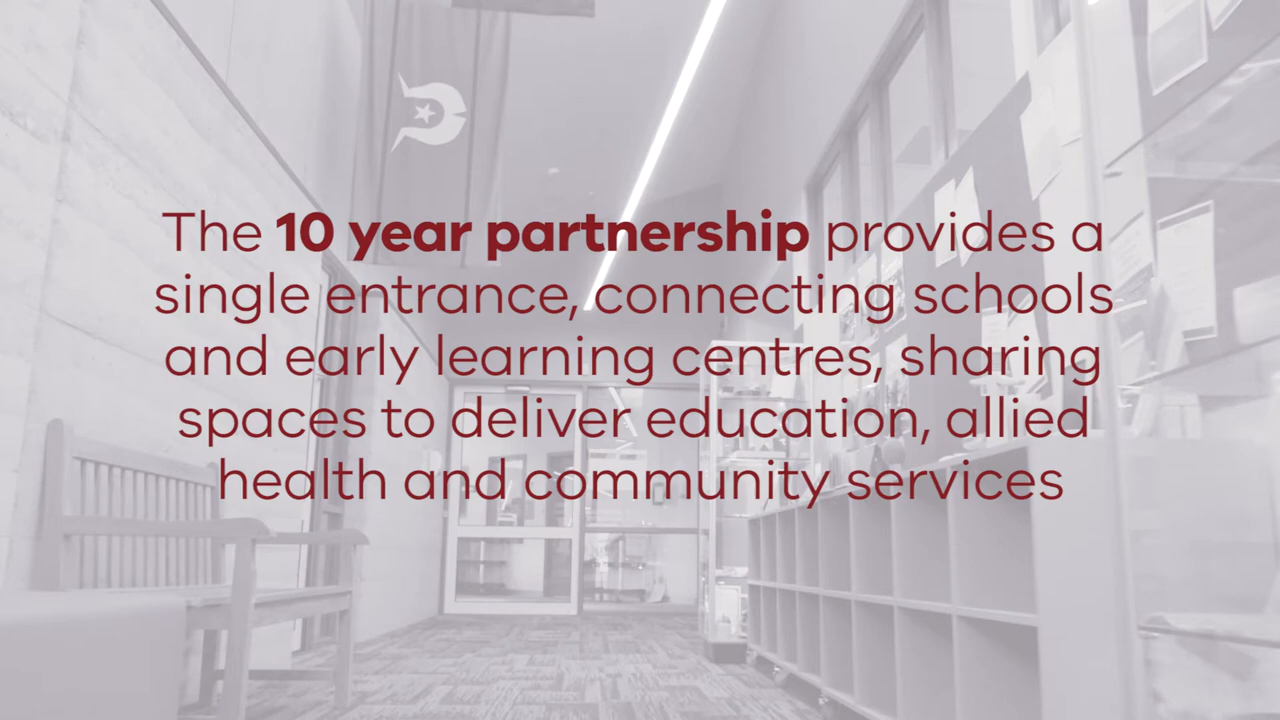 The 10 year partnership provides a
single entrance, connecting schools
and early learning centres, sharing
spaces to deliver education, allied
health and community services